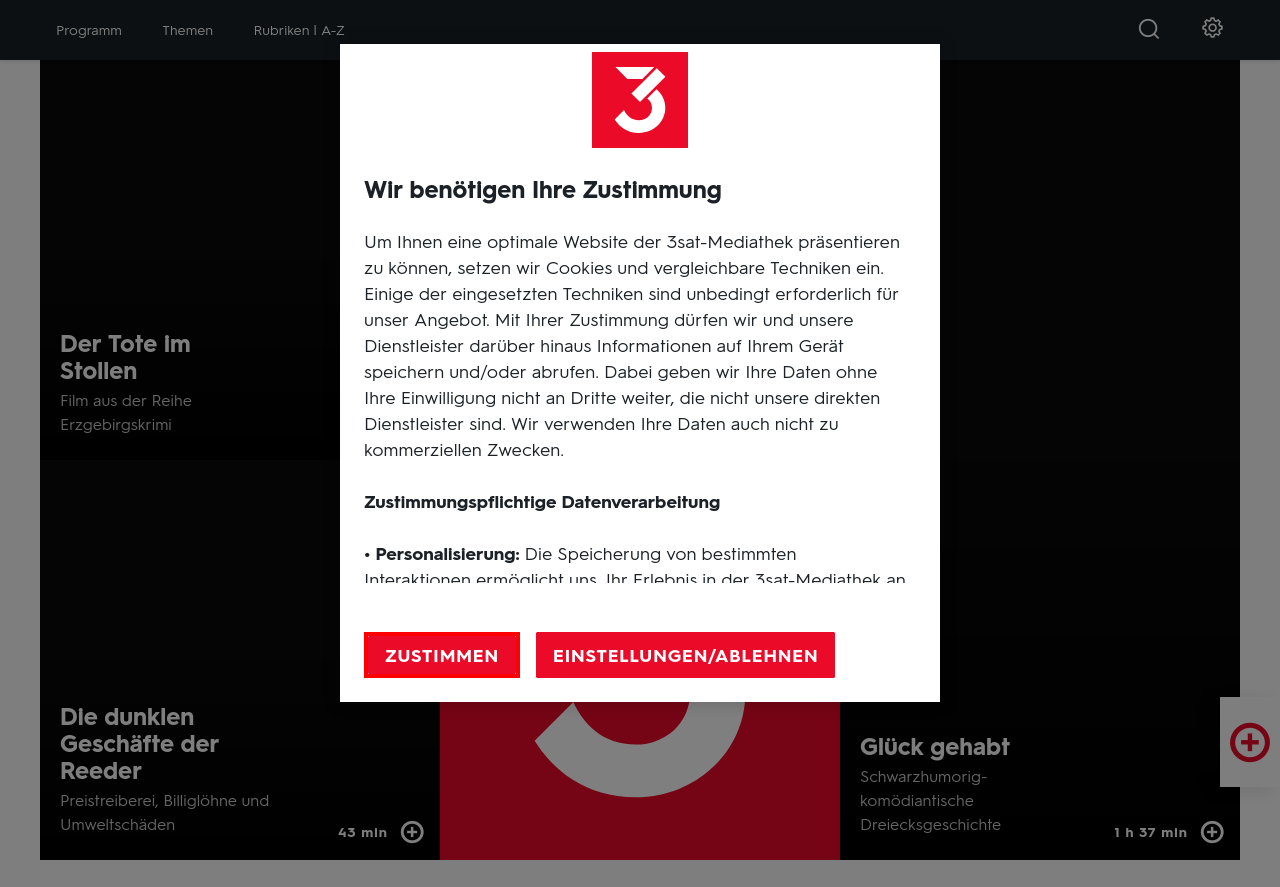 Programm
Themen
Rubriken | A-Z
3
Wir benötigen Ihre Zustimmung
Um Ihnen eine optimale Website der 3sat-Mediathek präsentieren
zu können, setzen wir Cookies und vergleichbare Techniken ein.
Einige der eingesetzten Techniken sind unbedingt erforderlich für
unser Angebot. Mit Ihrer Zustimmung dürfen wir und unsere
Dienstleister darüber hinaus Informationen auf Ihrem Gerät
speichern und/oder abrufen. Dabei geben wir Ihre Daten ohne
Ihre Einwilligung nicht an Dritte weiter, die nicht unsere direkten
Dienstleister sind. Wir verwenden Ihre Daten auch nicht zu
kommerziellen Zwecken.
Zustimmungspflichtige Datenverarbeitung
• Personalisierung: Die Speicherung von bestimmten
Interaktionen ermöglicht uns, Ihr Erlebnis in der 3sat-Mediathek an
ZUSTIMMEN
EINSTELLUNGEN/ABLEHNEN
Der Tote im
Stollen
Film aus der Reihe
Erzgebirgskrimi
Die dunklen
Geschäfte der
Reeder
Preistreiberei, Billiglöhne und
Umweltschäden
43 min
Glück gehabt
Schwarzhumorig-
komödiantische
Dreiecksgeschichte
1 h 37 min